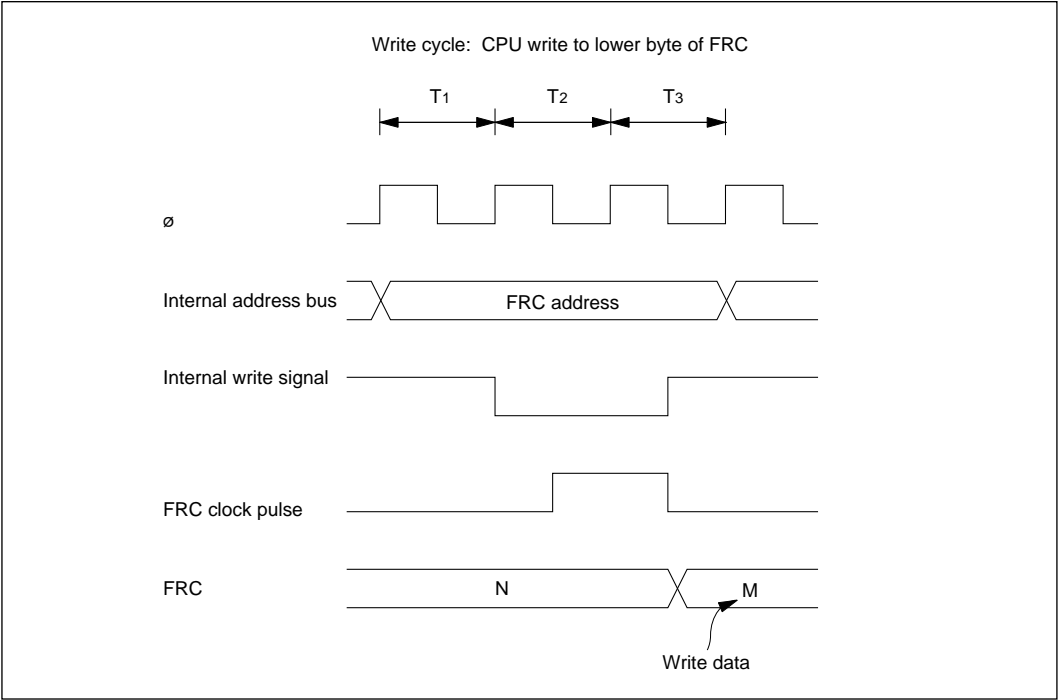 Write cycle: CPU write to lower byte of FRC
T1 T2 T3
ø
Internal address bus
FRC address
Internal write signal
FRC clock pulse
FRC
N
M
Write data